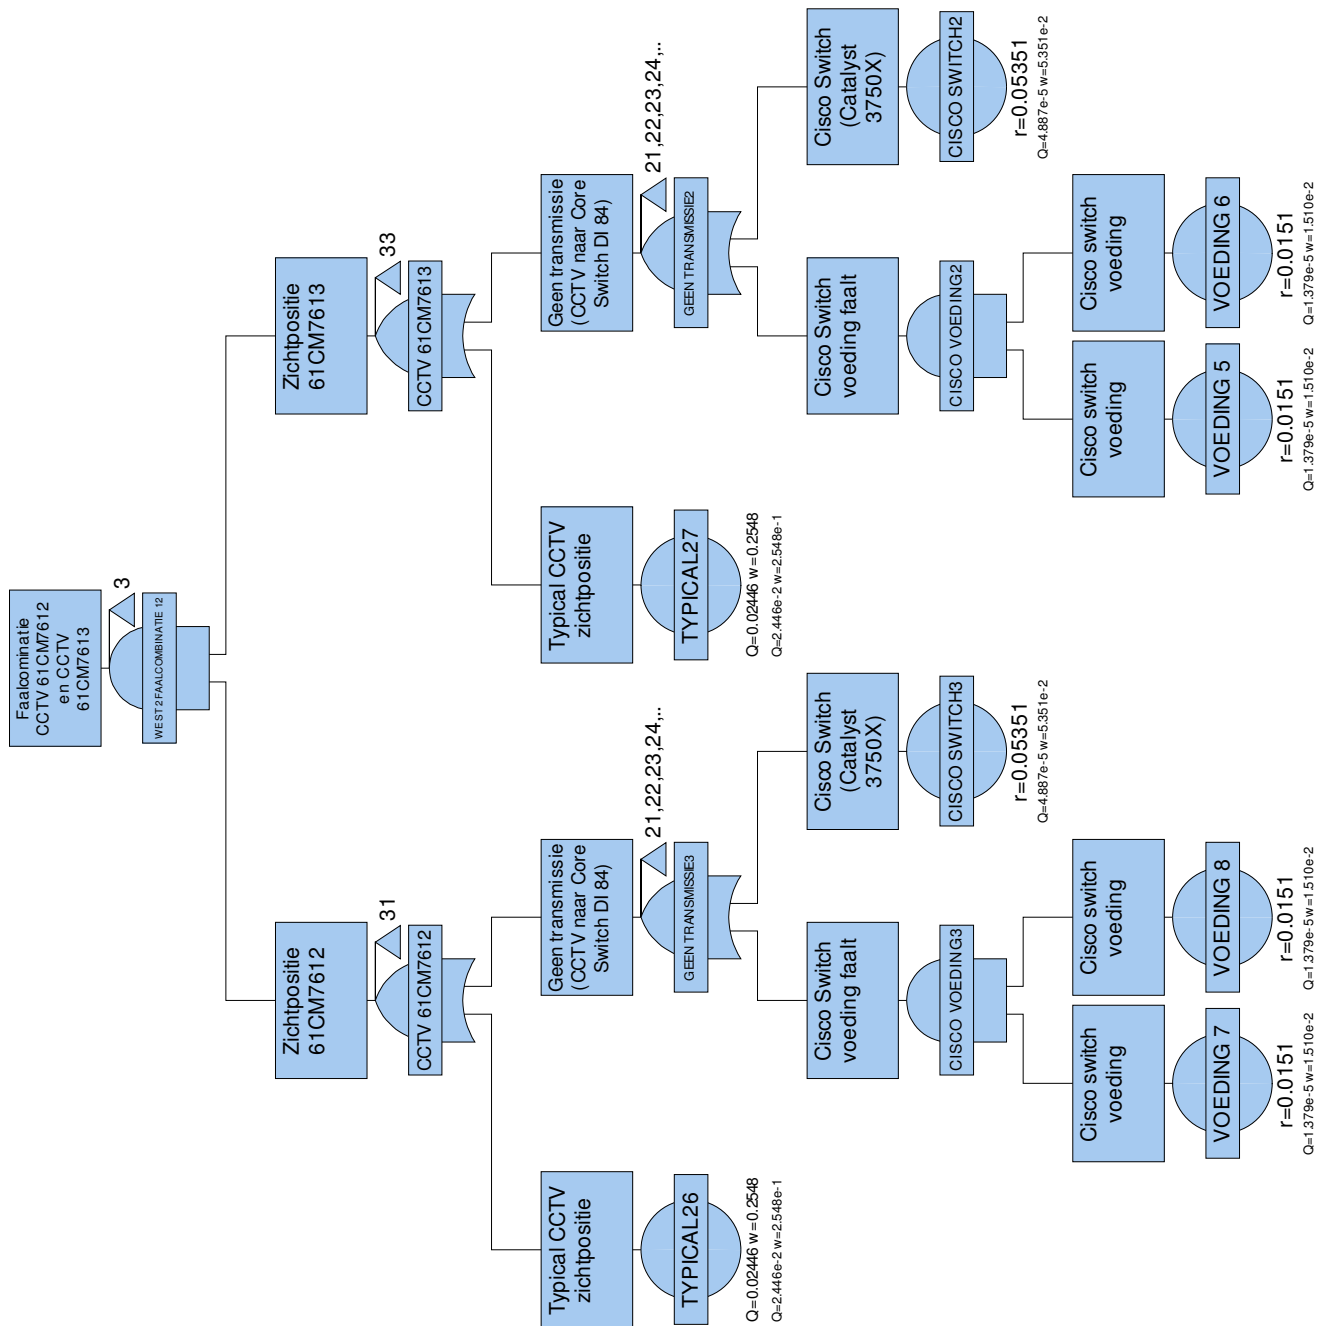 Faalcominatie
CCTV 61CM7612
en CCTV
61CM7613
3
WEST 2 FAALCOMBINATIE 12
Zichtpositie
61CM7612
31
CCTV 61CM7612
Zichtpositie
61CM7613
33
CCTV 61CM7613
Typical CCTV
zichtpositie
TYPICAL26
Q=0.02446 w=0.2548
Q=2.446e-2 w=2.548e-1
Geen transmissie
(CCTV naar Core
Switch DI 84)
21,22,23,24,..
GEEN TRANSMISSIE3
Typical CCTV
zichtpositie
TYPICAL27
Q=0.02446 w=0.2548
Q=2.446e-2 w=2.548e-1
Geen transmissie
(CCTV naar Core
Switch DI 84)
21,22,23,24,..
GEEN TRANSMISSIE2
Cisco Switch
voeding faalt
CISCO VOEDING3
Cisco Switch
(Catalyst
3750X)
CISCO SWITCH3
r=0.05351
Q=4.887e-5 w=5.351e-2
Cisco Switch
voeding faalt
CISCO VOEDING2
Cisco Switch
(Catalyst
3750X)
CISCO SWITCH2
r=0.05351
Q=4.887e-5 w=5.351e-2
Cisco switch
voeding
VOEDING 7
r=0.0151
Q=1.379e-5 w=1.510e-2
Cisco switch
voeding
VOEDING 8
r=0.0151
Q=1.379e-5 w=1.510e-2
Cisco switch
voeding
VOEDING 5
r=0.0151
Q=1.379e-5 w=1.510e-2
Cisco switch
voeding
VOEDING 6
r=0.0151
Q=1.379e-5 w=1.510e-2